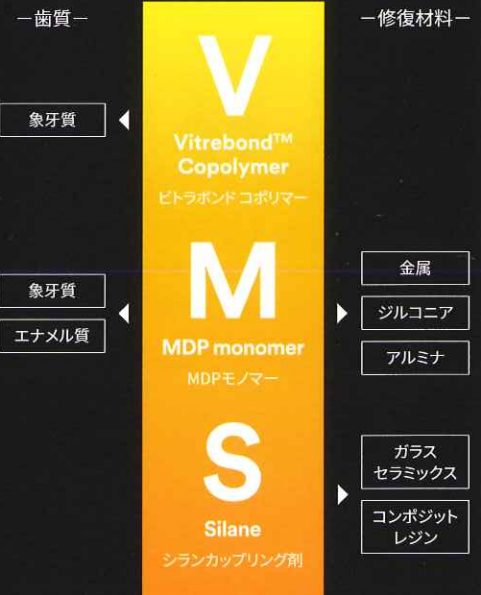 －歯質－
－修復材料－
V
Vitrebond™
Copolymer
ビトラボンド コポリマー
象牙質
M
MDP monomer
MDPモノマー
象牙質
エナメル質
金属
ジルコニア
アルミナ
S
Silane
シランカップリング剤
ガラス
セラミックス
コンポジット
レジン